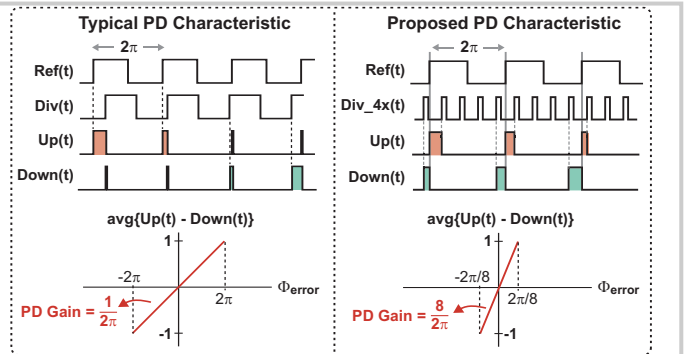 Typical PD Characteristic
2π
Ref(t)
Div(t)
Up(t)
Down(t)
avg{Up(t) - Down(t)}
1
-2π
2π
Φerror
PD Gain = 1/2π
-1
Proposed PD Characteristic
2π
Ref(t)
Div_4x(t)
Up(t)
Down(t)
avg{Up(t) - Down(t)}
1
-2π/8
2π/8
Φerror
PD Gain = 8/2π
-1